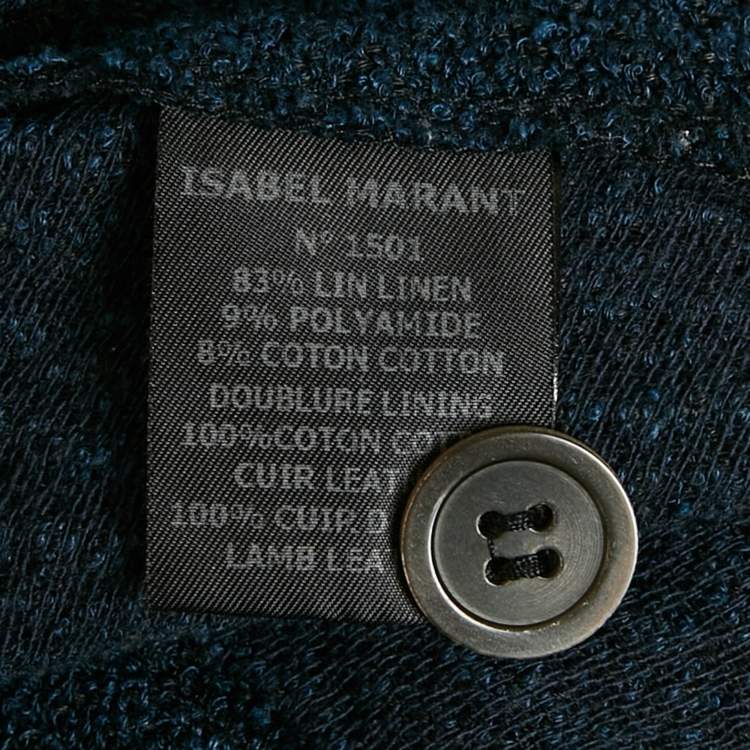 ISABEL MARANT
N° 1501
83% LIN LINEN
9% POLYAMIDE
8% COTON COTTON
DOUBLURE LINING
100%COTON
CUIR
100% CUIR
LAMB